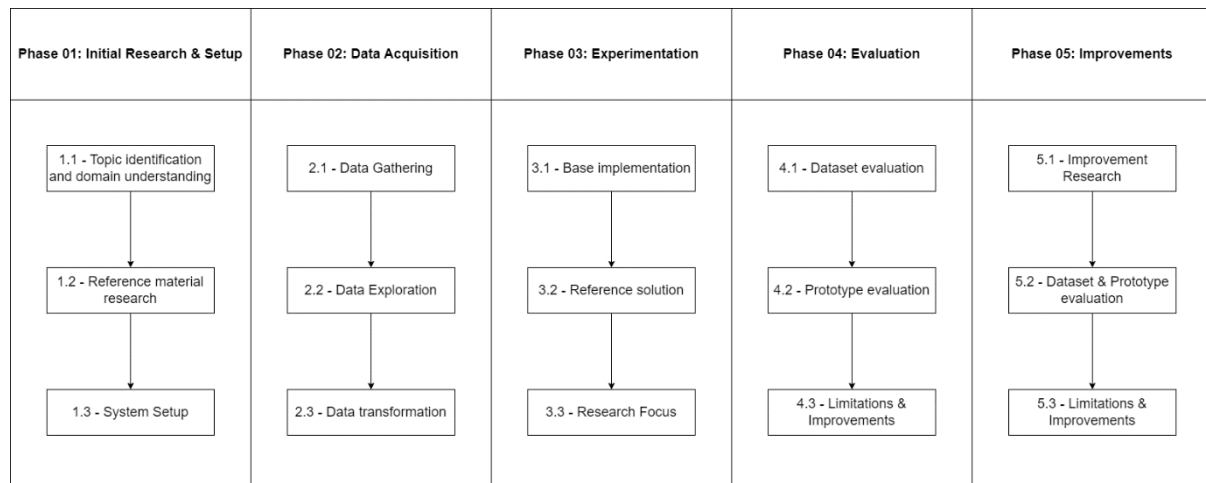 Phase 01: Initial Research & Setup
Phase 02: Data Acquisition
Phase 03: Experimentation
Phase 04: Evaluation
Phase 05: Improvements
1.1 - Topic identification
and domain understanding
1.2 - Reference material
research
1.3 - System Setup
2.1 - Data Gathering
2.2 - Data Exploration
2.3 - Data transformation
3.1 - Base implementation
3.2 - Reference solution
3.3 - Research Focus
4.1 - Dataset evaluation
4.2 - Prototype evaluation
4.3 - Limitations &
Improvements
5.1 - Improvement
Research
5.2 - Dataset & Prototype
evaluation
5.3 - Limitations &
Improvements